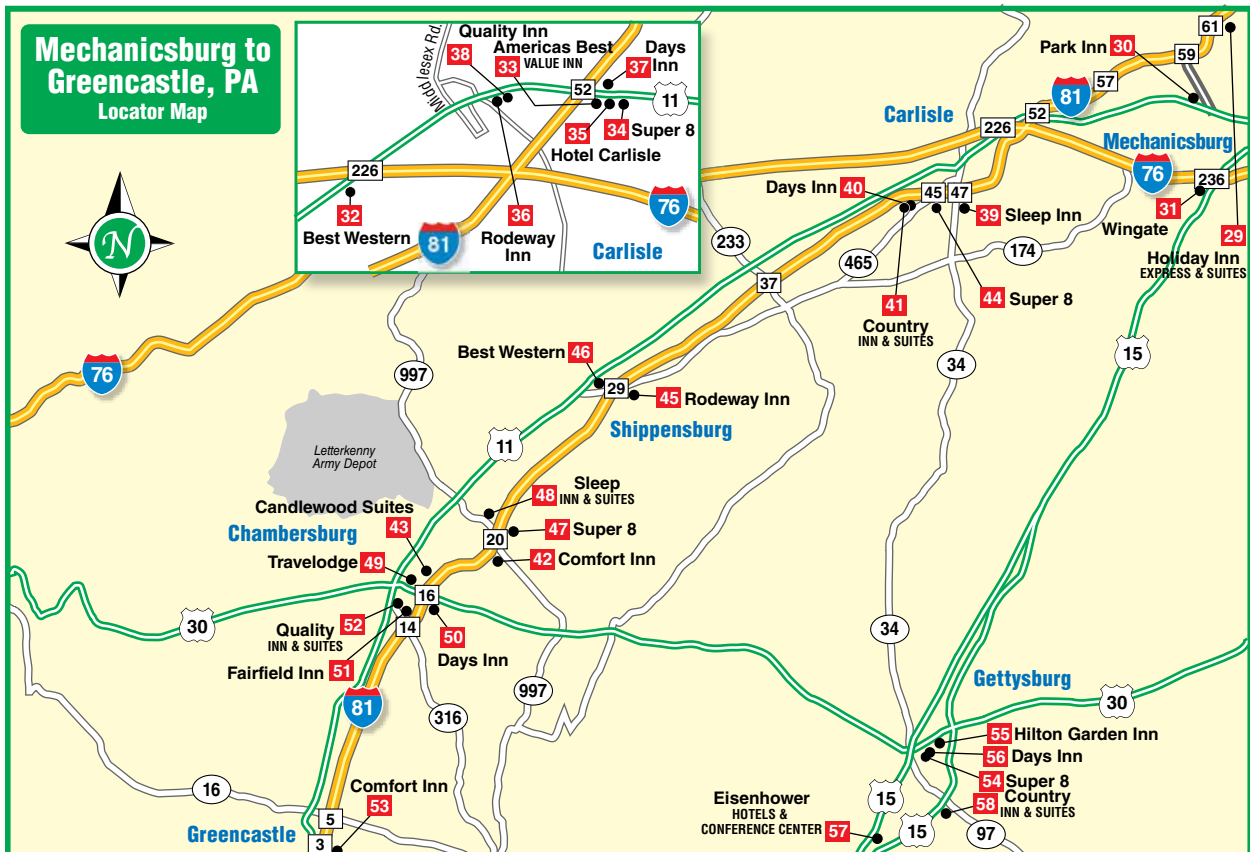 Mechanicsburg to
Greencastle, PA
Locator Map
N
Quality Inn
38
Middlesex Rd.
Americas Best
VALUE INN
33
Days
Inn
37
52
11
35
34
Super 8
Hotel Carlisle
226
32
Best Western
36
Rodeway
Inn
81
76
Carlisle
61
Park Inn
30
59
57
81
52
Carlisle
226
Mechanicsburg
76
236
31
Wingate
29
Holiday Inn
EXPRESS & SUITES
Days Inn
40
45
47
39
Sleep Inn
233
465
174
37
41
Country
INN & SUITES
44
Super 8
15
34
76
997
Best Western
46
29
45
Rodeway Inn
Shippensburg
11
Letterkenny
Army Depot
Candlewood Suites
43
Sleep
INN & SUITES
48
47
Super 8
20
42
Comfort Inn
Chambersburg
Travelodge
49
16
30
Quality
INN & SUITES
52
14
50
Days Inn
Fairfield Inn
51
34
81
316
997
Gettysburg
30
55
Hilton Garden Inn
56
Days Inn
54
Super 8
58
Country
INN & SUITES
16
Comfort Inn
53
5
Greencastle
3
Eisenhower
HOTELS &
CONFERENCE CENTER
57
15
15
97